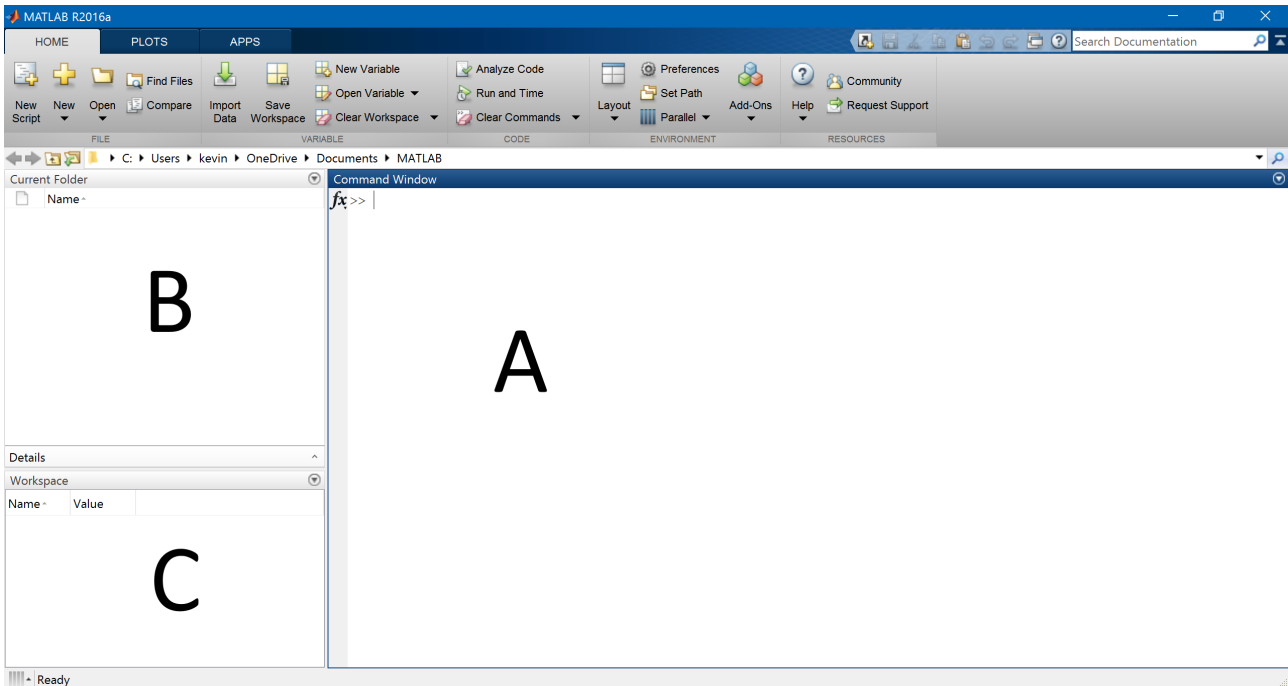 MATLAB R2016a
HOME PLOTS APPS
Search Documentation
New Script
New
Open
Find Files
Compare
Import Data
Save Workspace
New Variable
Open Variable
Clear Workspace
Analyze Code
Run and Time
Clear Commands
Layout
Preferences
Set Path
Parallel
Add-Ons
Help
Community
Request Support
FILE VARIABLE CODE ENVIRONMENT RESOURCES
C: Users kevin OneDrive Documents MATLAB
Current Folder
Name
B
Details
Workspace
Name Value
C
Command Window
fx >>
A
Ready